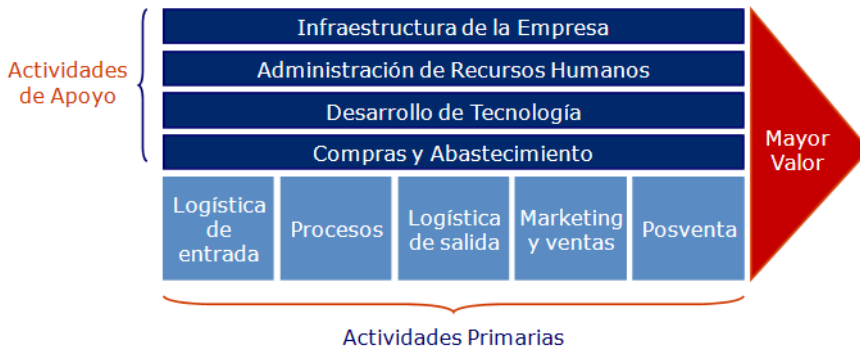 Infraestructura de la Empresa
Actividades
de Apoyo
Administración de Recursos Humanos
Desarrollo de Tecnología
Compras y Abastecimiento
Mayor
Valor
Logística
de
entrada
Procesos
Logística
de salida
Marketing
y ventas
Posventa
Actividades Primarias